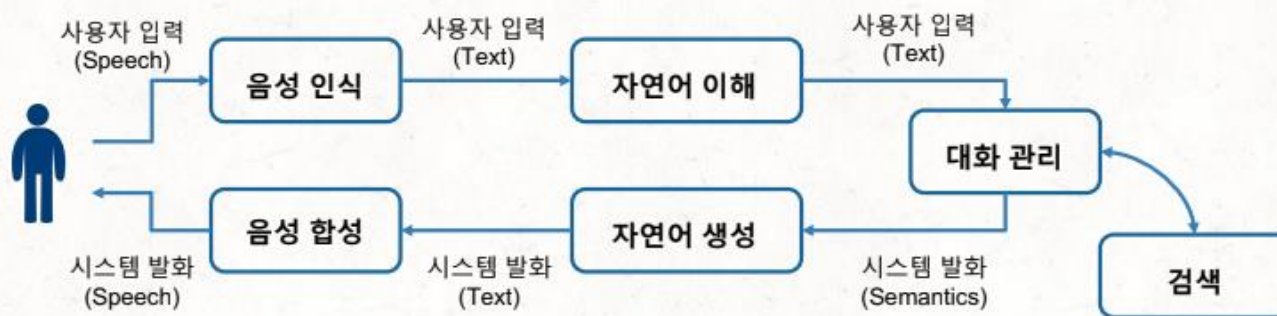 사용자 입력
(Speech)
음성 인식
사용자 입력
(Text)
자연어 이해
사용자 입력
(Text)
대화 관리
검색
시스템 발화
(Semantics)
자연어 생성
시스템 발화
(Text)
음성 합성
시스템 발화
(Speech)